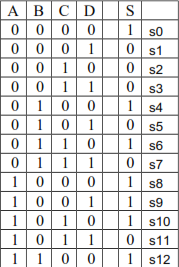 A B C D S
0 0 0 0 1 s0
0 0 0 1 0 s1
0 0 1 0 0 s2
0 0 1 1 0 s3
0 1 0 0 1 s4
0 1 0 1 0 s5
0 1 1 0 1 s6
0 1 1 1 0 s7
1 0 0 0 1 s8
1 0 0 1 1 s9
1 0 1 0 1 s10
1 0 1 1 0 s11
1 1 0 0 1 s12